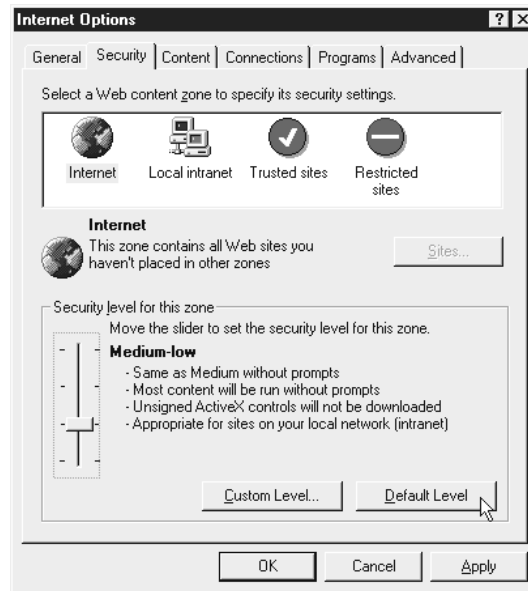 Internet Options
General Security Content Connections Programs Advanced
Select a Web content zone to specify its security settings.
Internet Local intranet Trusted sites Restricted
sites
Internet
This zone contains all Web sites you
haven't placed in other zones
Sites...
Security level for this zone
Move the slider to set the security level for this zone.
Medium-low
- Same as Medium without prompts
- Most content will be run without prompts
- Unsigned ActiveX controls will not be downloaded
- Appropriate for sites on your local network (intranet)
Custom Level... Default Level
OK Cancel Apply